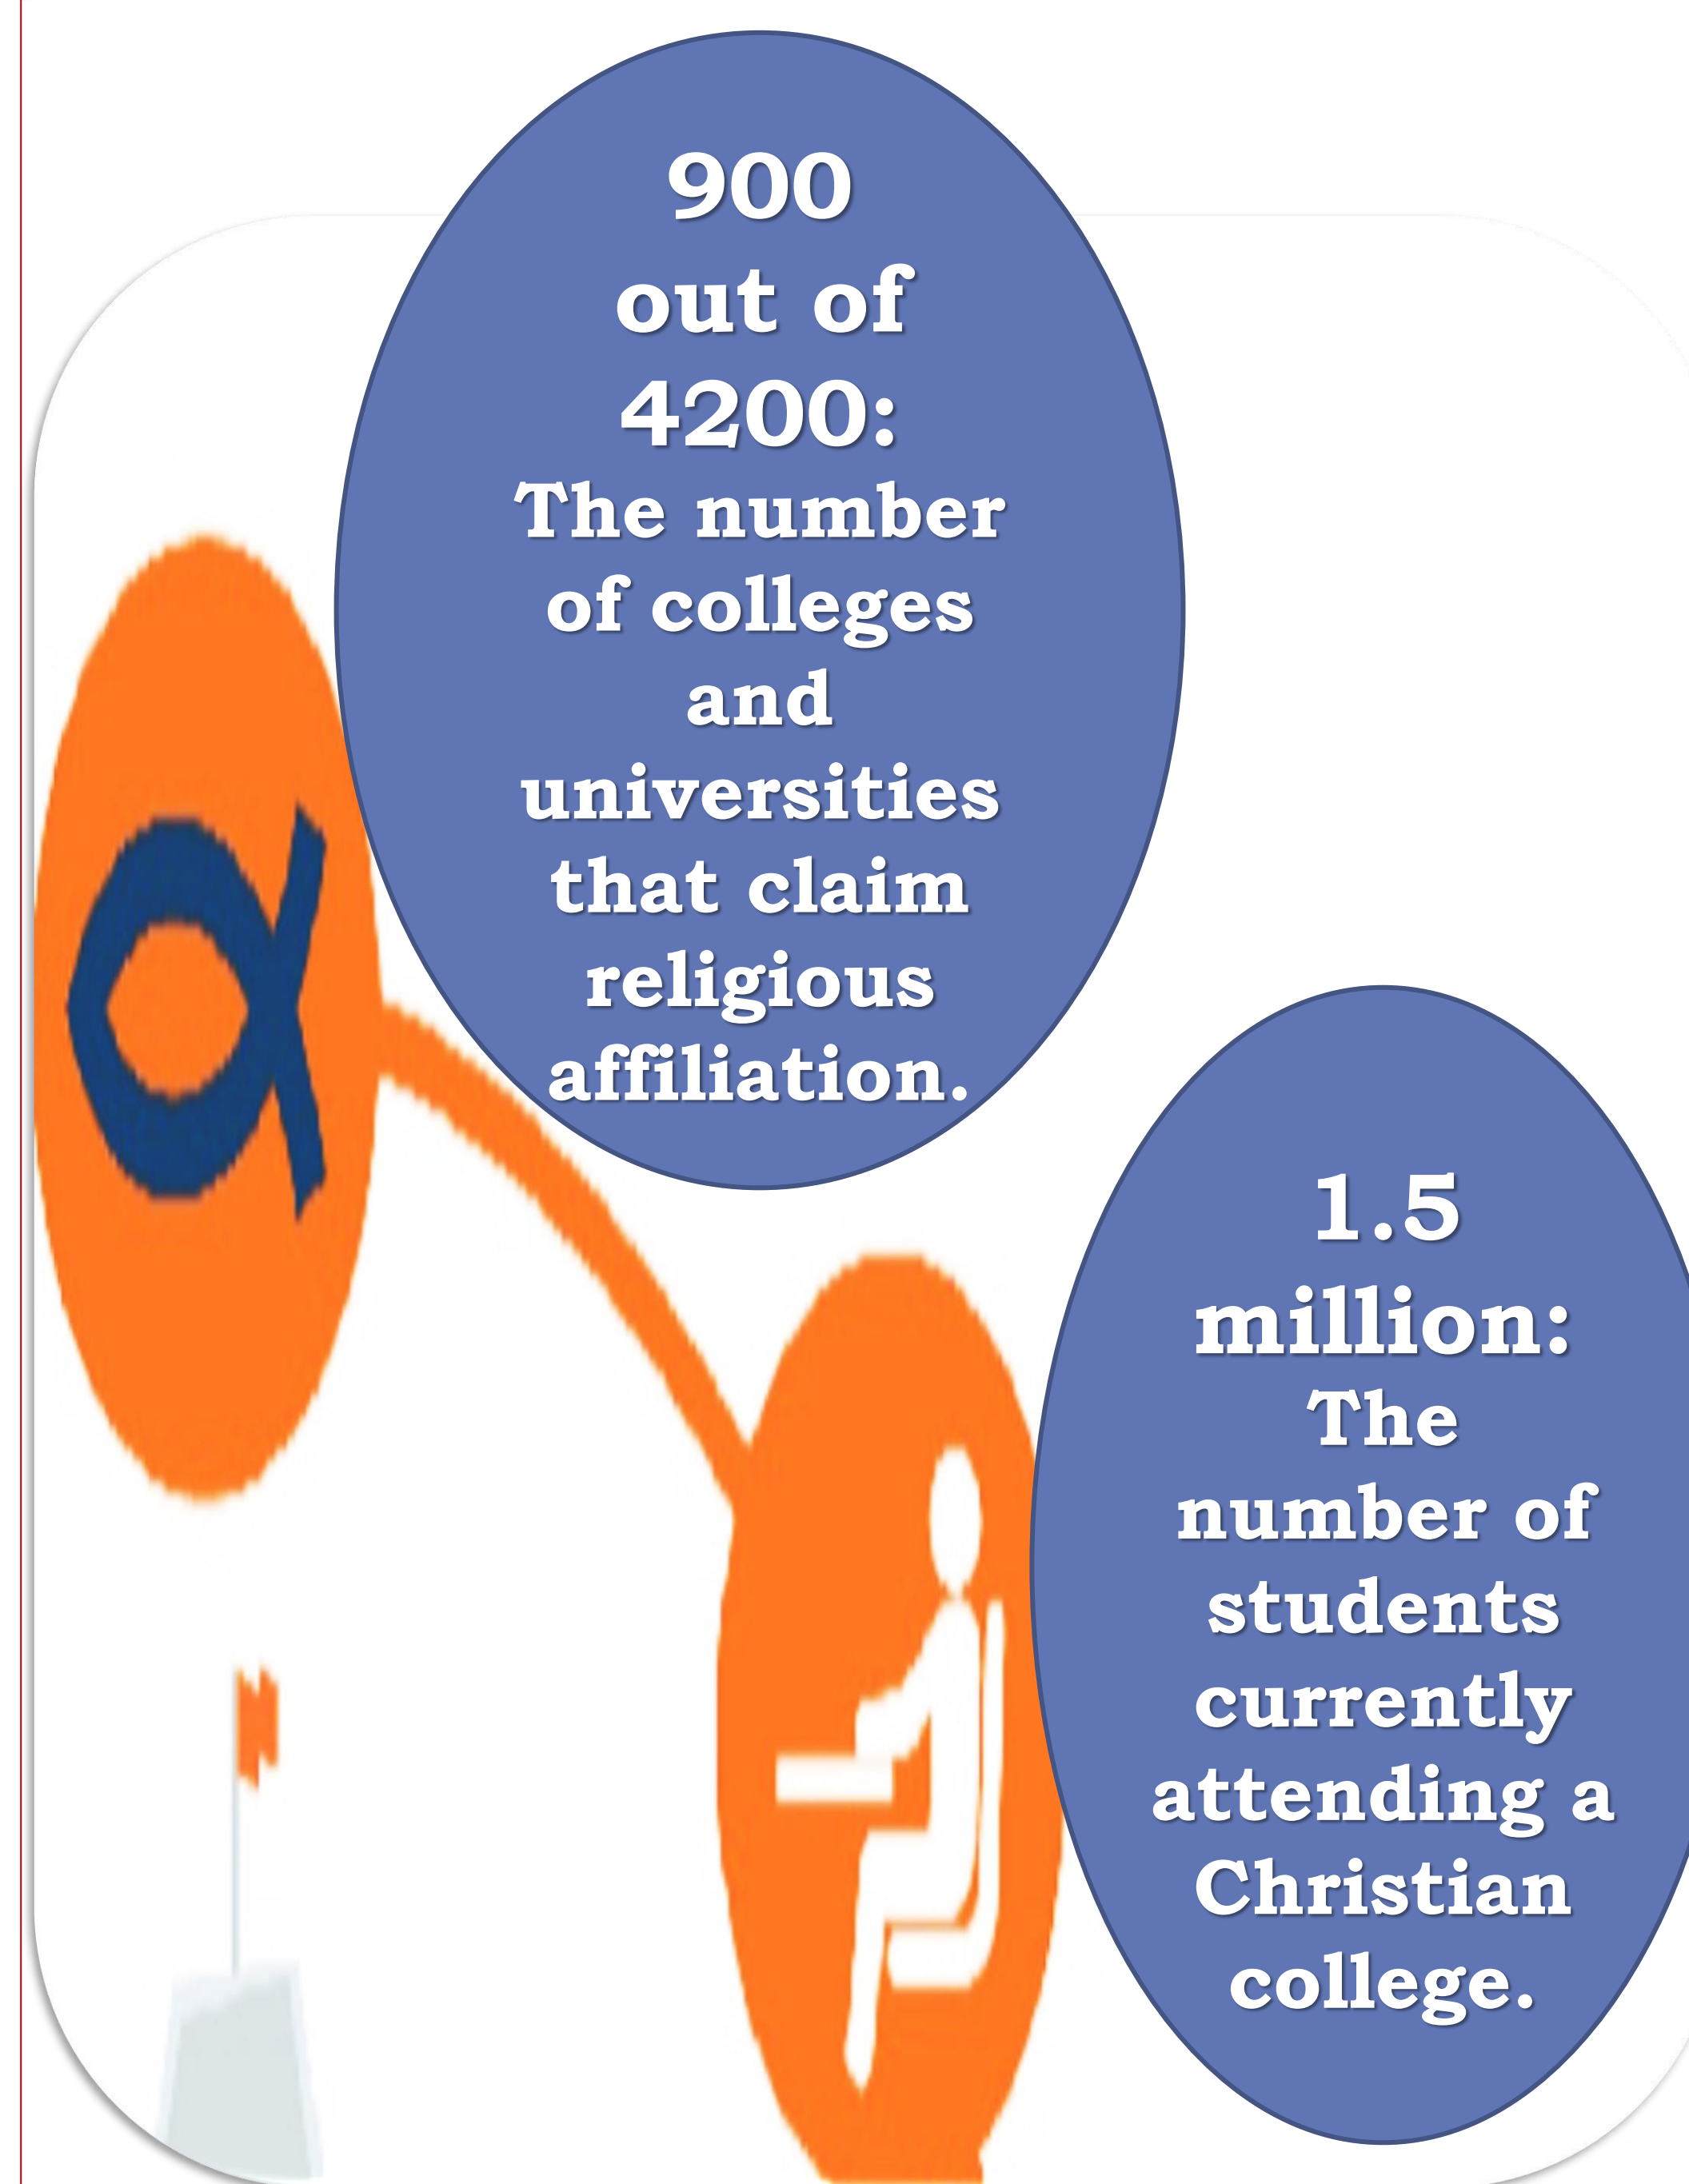 900
out of
4200:
The number
of colleges
and
universities
that claim
religious
affiliation.
1.5
million:
The
number of
students
currently
attending a
Christian
college.